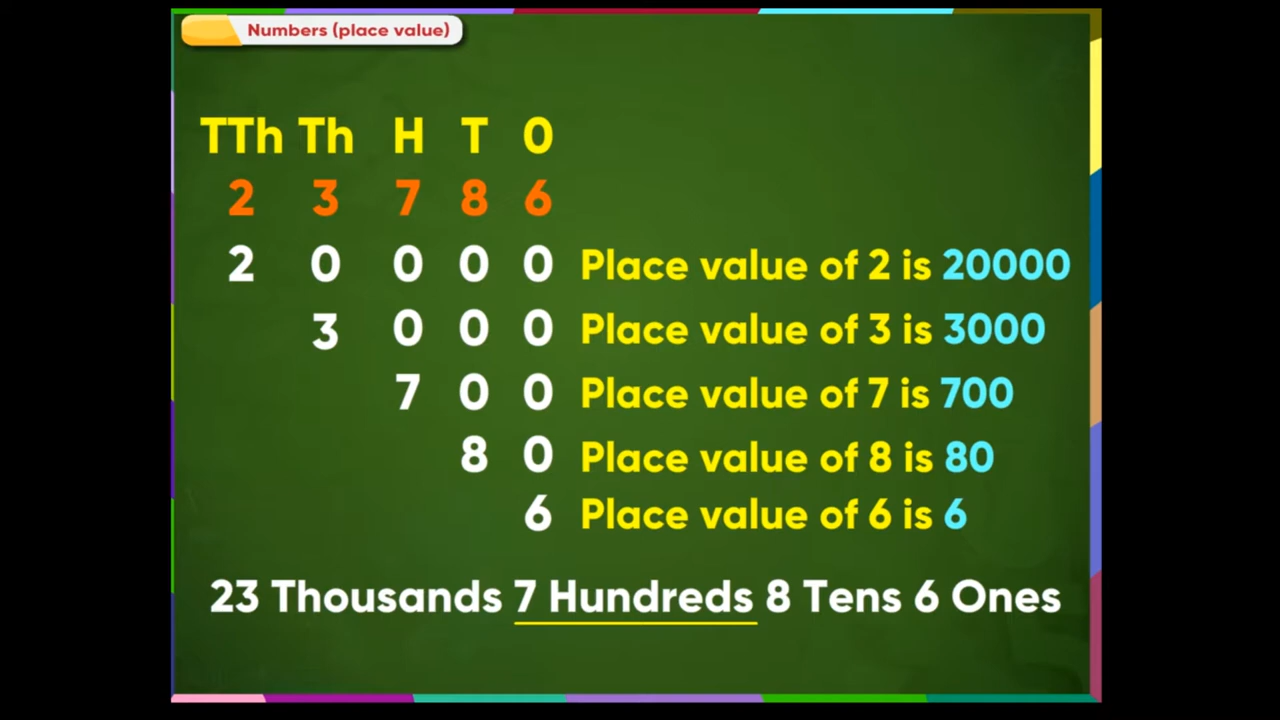 Numbers (place value)
TTh Th H T O
2 3 7 8 6
2 0 0 0 0 Place value of 2 is 20000
3 0 0 0 Place value of 3 is 3000
7 0 0 Place value of 7 is 700
8 0 Place value of 8 is 80
6 Place value of 6 is 6
23 Thousands 7 Hundreds 8 Tens 6 Ones